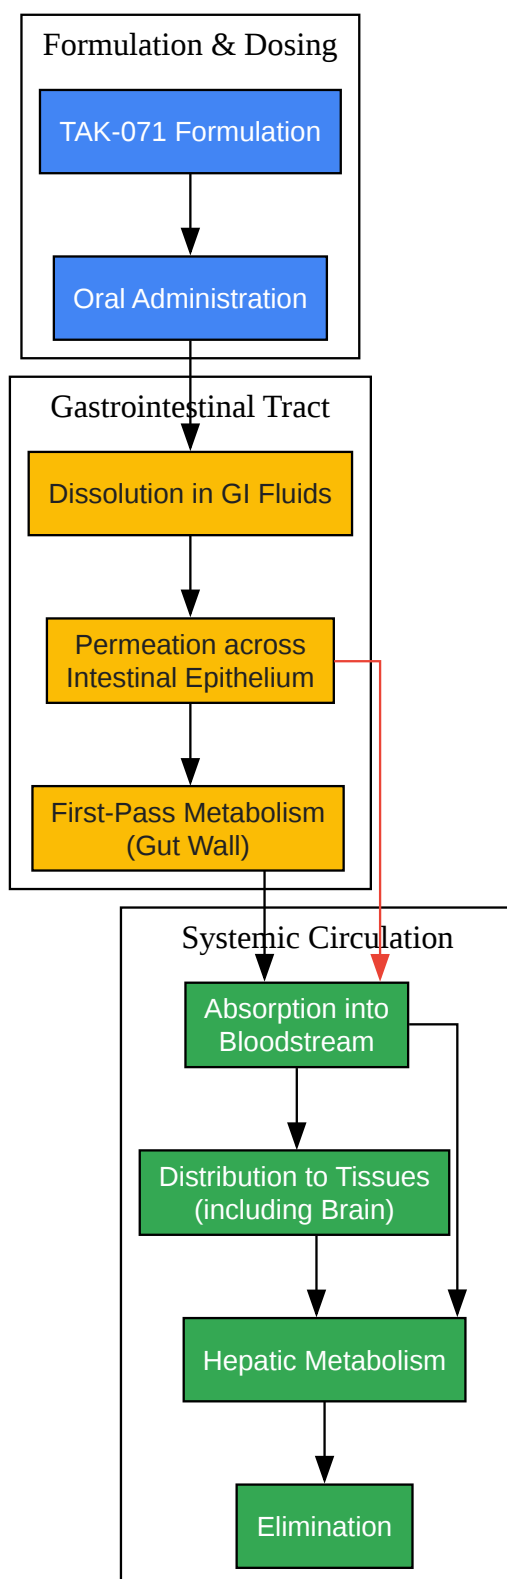 Formulation & Dosing
TAK-071 Formulation
Oral Administration
Gastrointestinal Tract
Dissolution in GI Fluids
Permeation across
Intestinal Epithelium
First-Pass Metabolism
(Gut Wall)
Systemic Circulation
Absorption into
Bloodstream
Distribution to Tissues
(including Brain)
Hepatic Metabolism
Elimination